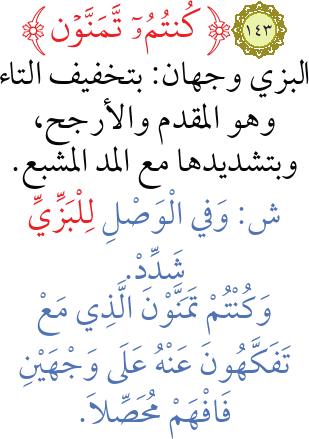 ١٤٣ ﴿ كُنتُمُۥٓ تَّمَنَّوۡنَ ﴾
البزي وجهان: بتخفيف التاء
وهو المقدم والأرجح،
وبتشديدها مع المد المشبع.
ش: وَفِي الْوَصْلِ لِلْبَزِّيِّ
شَدِّدْ.
وَكُنْتُمْ تَمَنَّوْنَ الَّذِي مَعْ
تَفَكَّهُونَ عَنْهُ عَلَى وَجْهَيْنِ
فَافْهَمْ مُحَصِّلاَ.